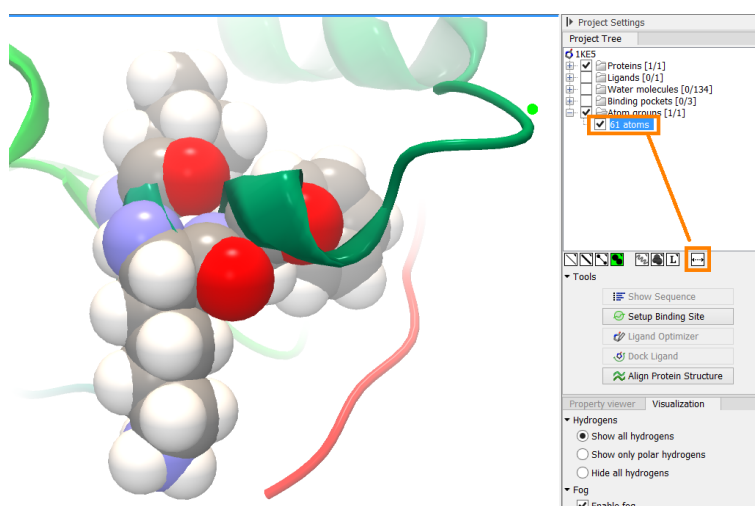 Project Settings
Project Tree
1KE5
Proteins [1/1]
Ligands [0/1]
Water molecules [0/134]
Binding pockets [0/3]
Atom groups [1/1]
61 atoms
L
Tools
Show Sequence
Setup Binding Site
Ligand Optimizer
Dock Ligand
Align Protein Structure
Property viewer Visualization
Hydrogens
Show all hydrogens
Show only polar hydrogens
Hide all hydrogens
Fog
Enable fog